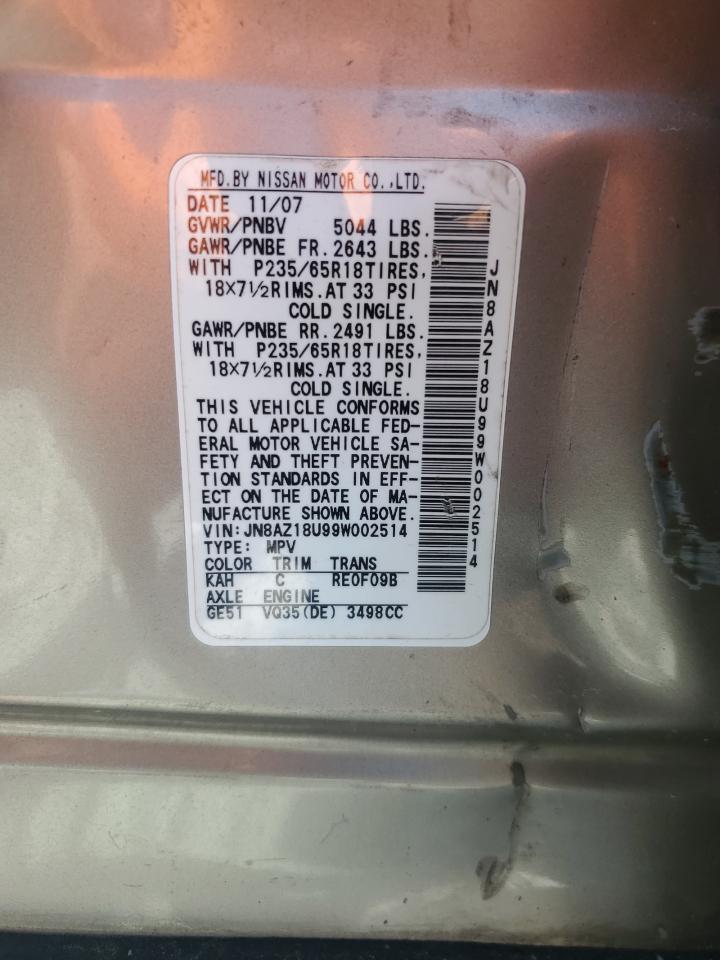 MFD.BY NISSAN MOTOR CO.,LTD.
DATE 11/07
GVWR/PNBV 5044 LBS.
GAWR/PNBE FR. 2643 LBS.
WITH P235/65R18TIRES,
18×7½RIMS.AT 33 PSI
COLD SINGLE.
GAWR/PNBE RR. 2491 LBS.
WITH P235/65R18TIRES,
18×7½RIMS.AT 33 PSI
COLD SINGLE.
THIS VEHICLE CONFORMS
TO ALL APPLICABLE FED-
ERAL MOTOR VEHICLE SA-
FETY AND THEFT PREVEN-
TION STANDARDS IN EFF-
ECT ON THE DATE OF MA-
NUFACTURE SHOWN ABOVE.
VIN:JN8AZ18U99W002514
TYPE: MPV
COLOR TRIM TRANS
KAH C RE0F09B
AXLE ENGINE
GE51 VQ35(DE) 3498CC
JN8AZ18U99W002514